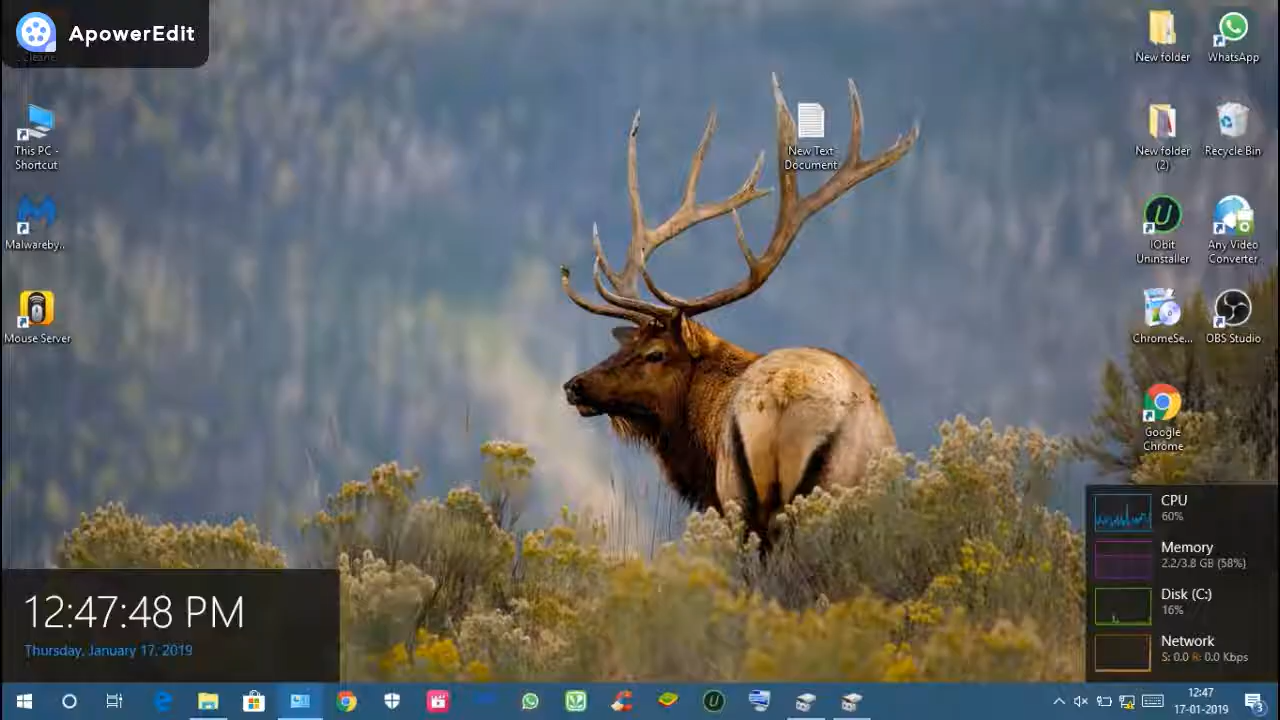 ApowerEdit
This PC -
Shortcut
Malwareby...
Mouse Server
New Text
Document
New folder
WhatsApp
New folder
(2)
Recycle Bin
IObit
Uninstaller
Any Video
Converter
ChromeSe...
OBS Studio
Google
Chrome
CPU
60%
Memory
2.2/3.8 GB (58%)
Disk (C:)
16%
Network
S: 0.0 R: 0.0 Kbps
12:47:48 PM
Thursday, January 17, 2019
12:47
17-01-2019
3